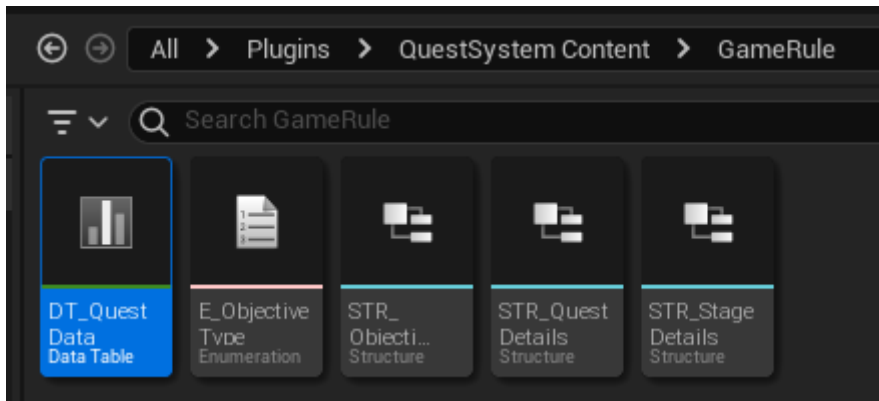 All > Plugins > QuestSystem Content > GameRule
Search GameRule
DT_Quest
Data
Data Table
E_Objective
Type
Enumeration
STR_
Objecti...
Structure
STR_Quest
Details
Structure
STR_Stage
Details
Structure